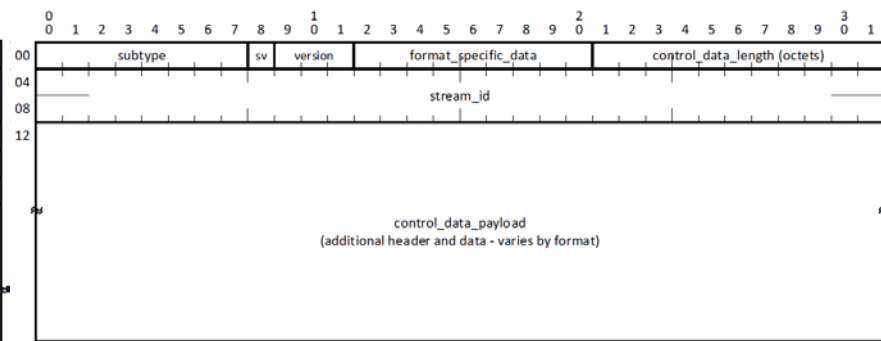 0 1 2 3
0 1 2 3 4 5 6 7 8 9 0 1 2 3 4 5 6 7 8 9 0 1 2 3 4 5 6 7 8 9 0 1
00 subtype sv version format_specific_data control_data_length (octets)
04
stream_id
08
12
control_data_payload
(additional header and data - varies by format)